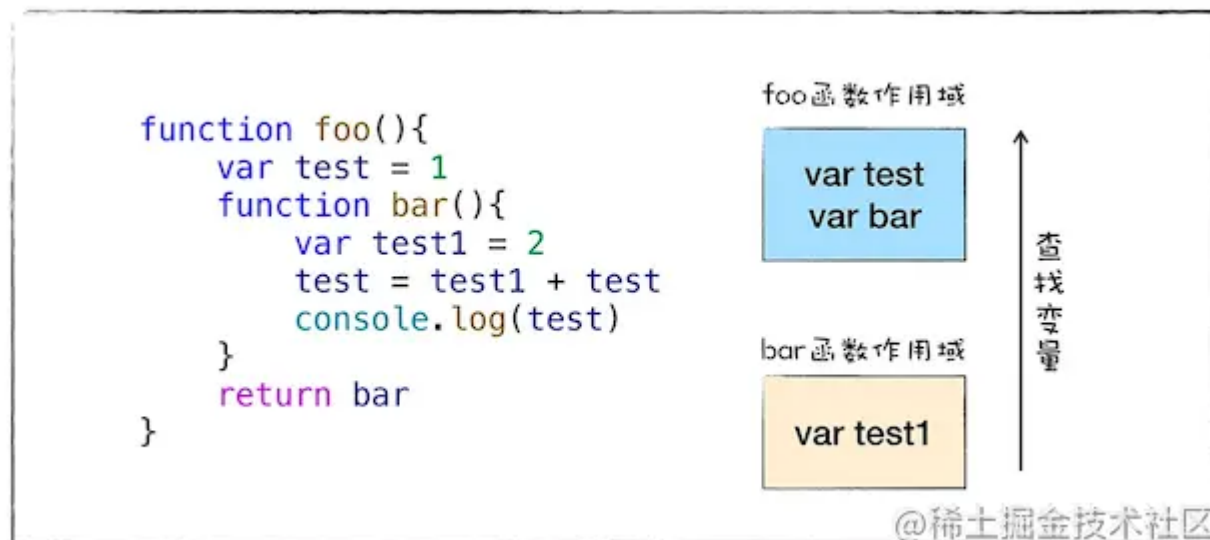 function foo(){
var test = 1
function bar(){
var test1 = 2
test = test1 + test
console.log(test)
}
return bar
}
foo函数作用域
var test
var bar
查找变量
bar函数作用域
var test1
@稀土掘金技术社区